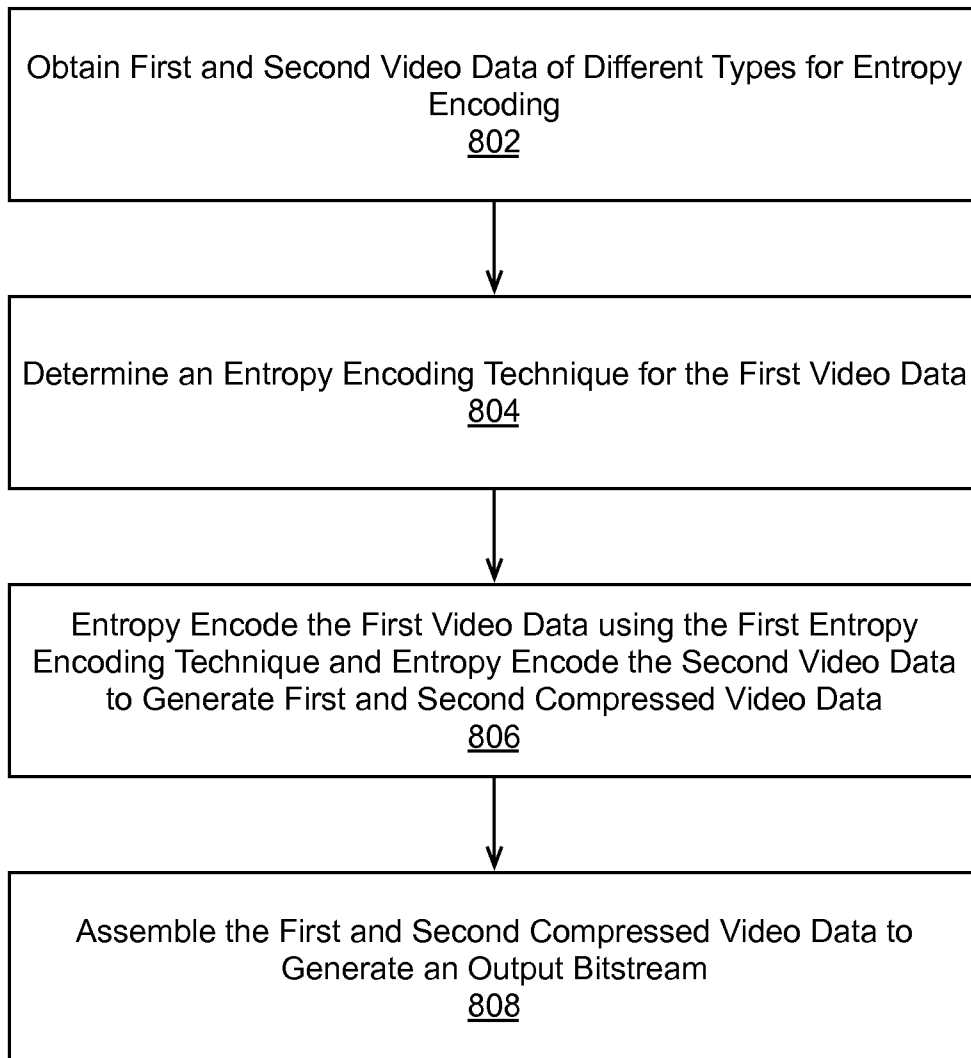 Obtain First and Second Video Data of Different Types for Entropy
Encoding
802
Determine an Entropy Encoding Technique for the First Video Data
804
Entropy Encode the First Video Data using the First Entropy
Encoding Technique and Entropy Encode the Second Video Data
to Generate First and Second Compressed Video Data
806
Assemble the First and Second Compressed Video Data to
Generate an Output Bitstream
808